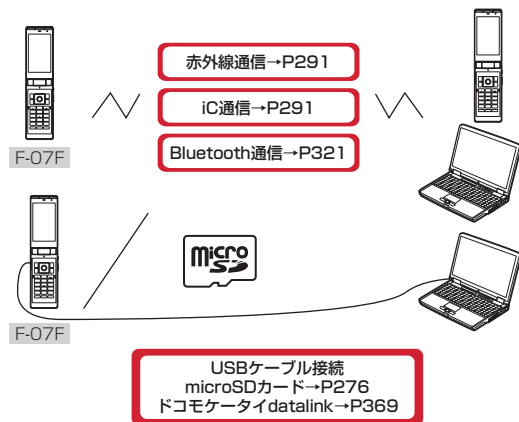 赤外線通信→P291
iC通信→P291
Bluetooth通信→P321
F-07F
micro
SD
F-07F
USBケーブル接続
microSDカード→P276
ドコモケータイdatalink→P369